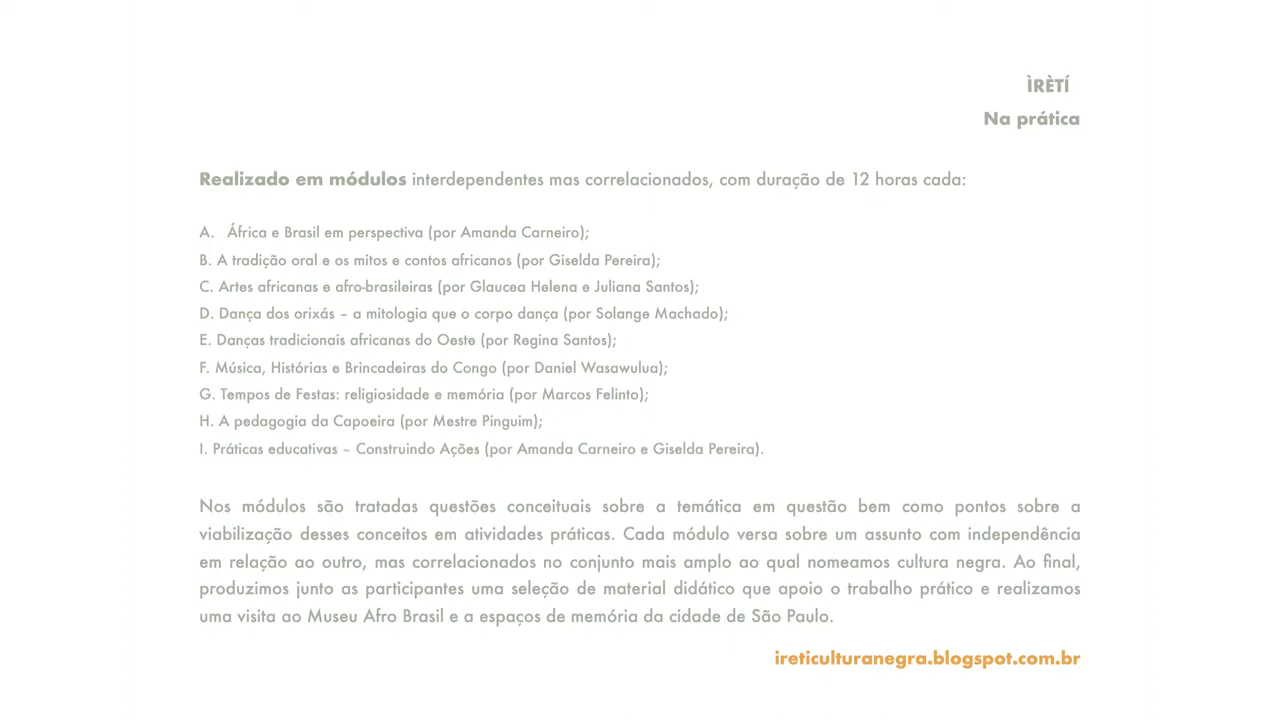 ÌRÈTÍ
Na prática
Realizado em módulos interdependentes mas correlacionados, com duração de 12 horas cada:
A. África e Brasil em perspectiva (por Amanda Carneiro);
B. A tradição oral e os mitos e contos africanos (por Giselda Pereira);
C. Artes africanas e afro-brasileiras (por Glaucea Helena e Juliana Santos);
D. Dança dos orixás – a mitologia que o corpo dança (por Solange Machado);
E. Danças tradicionais africanas do Oeste (por Regina Santos);
F. Música, Histórias e Brincadeiras do Congo (por Daniel Wasawulua);
G. Tempos de Festas: religiosidade e memória (por Marcos Felinto);
H. A pedagogia da Capoeira (por Mestre Pinguim);
I. Práticas educativas – Construindo Ações (por Amanda Carneiro e Giselda Pereira).
Nos módulos são tratadas questões conceituais sobre a temática em questão bem como pontos sobre a
viabilização desses conceitos em atividades práticas. Cada módulo versa sobre um assunto com independência
em relação ao outro, mas correlacionados no conjunto mais amplo ao qual nomeamos cultura negra. Ao final,
produzimos junto as participantes uma seleção de material didático que apoio o trabalho prático e realizamos
uma visita ao Museu Afro Brasil e a espaços de memória da cidade de São Paulo.
ireticulturanegra.blogspot.com.br